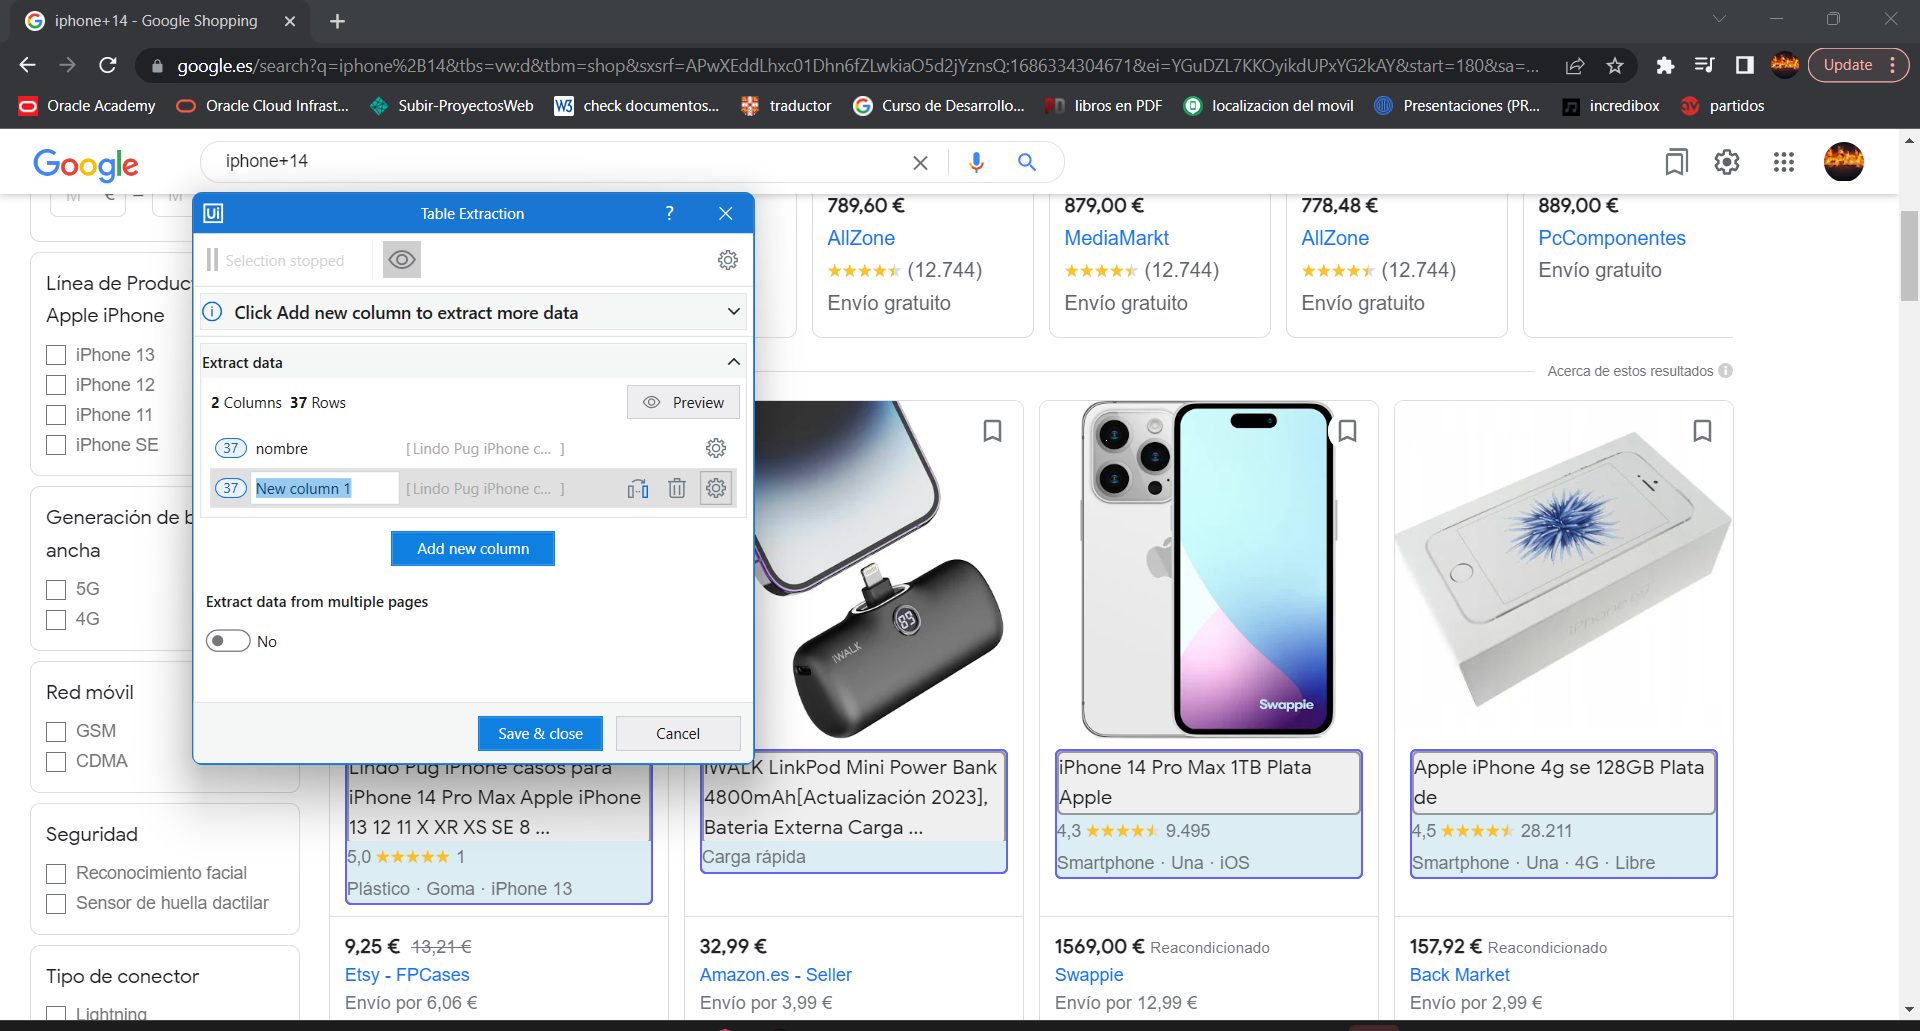 iphone+14 - Google Shopping
google.es/search?q=iphone%2B14&tbs=vw:d&tbm=shop&sxsrf=APwXEddLhxc01Dhn6fZLwkiaO5d2jYznsQ:1686334304671&ei=YGuDZL7KKOyikdUPxYG2kAY&start=180&sa=...
Update
Oracle Academy
Oracle Cloud Infrast...
Subir-ProyectosWeb
W3
check documentos...
traductor
Curso de Desarrollo...
libros en PDF
localizacion del movil
Presentaciones (PR...
incredibox
partidos
Google
iphone+14
Ui
Table Extraction
?
Selection stopped
Click Add new column to extract more data
Extract data
2 Columns 37 Rows
Preview
37 nombre [ Lindo Pug iPhone c... ]
37 New column 1 [ Lindo Pug iPhone c... ]
Add new column
Extract data from multiple pages
No
Save & close
Cancel
Línea de Produc
Apple iPhone
iPhone 13
iPhone 12
iPhone 11
iPhone SE
Generación de b
ancha
5G
4G
Red móvil
GSM
CDMA
Seguridad
Reconocimiento facial
Sensor de huella dactilar
Tipo de conector
Lightning
789,60 €
AllZone
(12.744)
Envío gratuito
879,00 €
MediaMarkt
(12.744)
Envío gratuito
778,48 €
AllZone
(12.744)
Envío gratuito
889,00 €
PcComponentes
Envío gratuito
Acerca de estos resultados
89
iWALK
Swappie
Lindo Pug iPhone casos para
iPhone 14 Pro Max Apple iPhone
13 12 11 X XR XS SE 8 ...
5,0 1
Plástico · Goma · iPhone 13
9,25 € 13,21 €
Etsy - FPCases
Envío por 6,06 €
iWALK LinkPod Mini Power Bank
4800mAh[Actualización 2023],
Bateria Externa Carga ...
Carga rápida
32,99 €
Amazon.es - Seller
Envío por 3,99 €
iPhone 14 Pro Max 1TB Plata
Apple
4,3 9.495
Smartphone · Una · iOS
1569,00 € Reacondicionado
Swappie
Envío por 12,99 €
Apple iPhone 4g se 128GB Plata
de
4,5 28.211
Smartphone · Una · 4G · Libre
157,92 € Reacondicionado
Back Market
Envío por 2,99 €